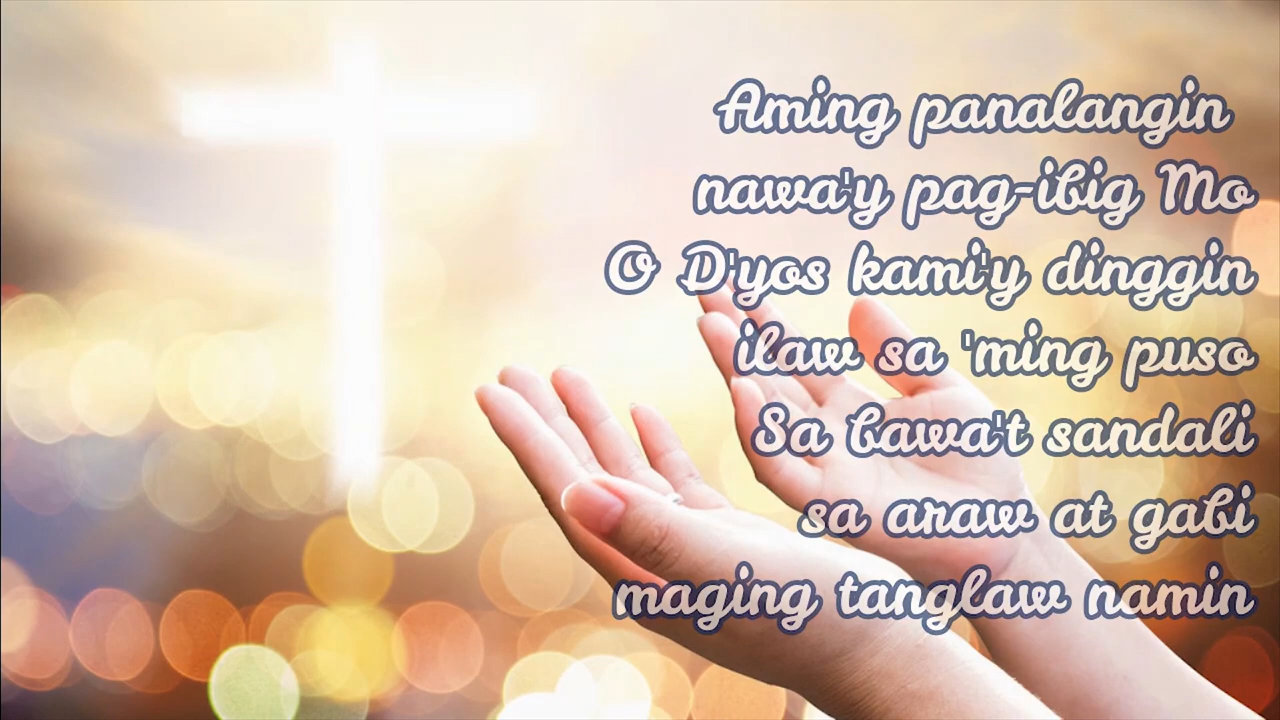 Aming panalangin
nawa'y pag-ibig Mo
O D'yos kami'y dinggin
ilaw sa 'ming puso
Sa bawa't sandali
sa araw at gabi
maging tanglaw namin